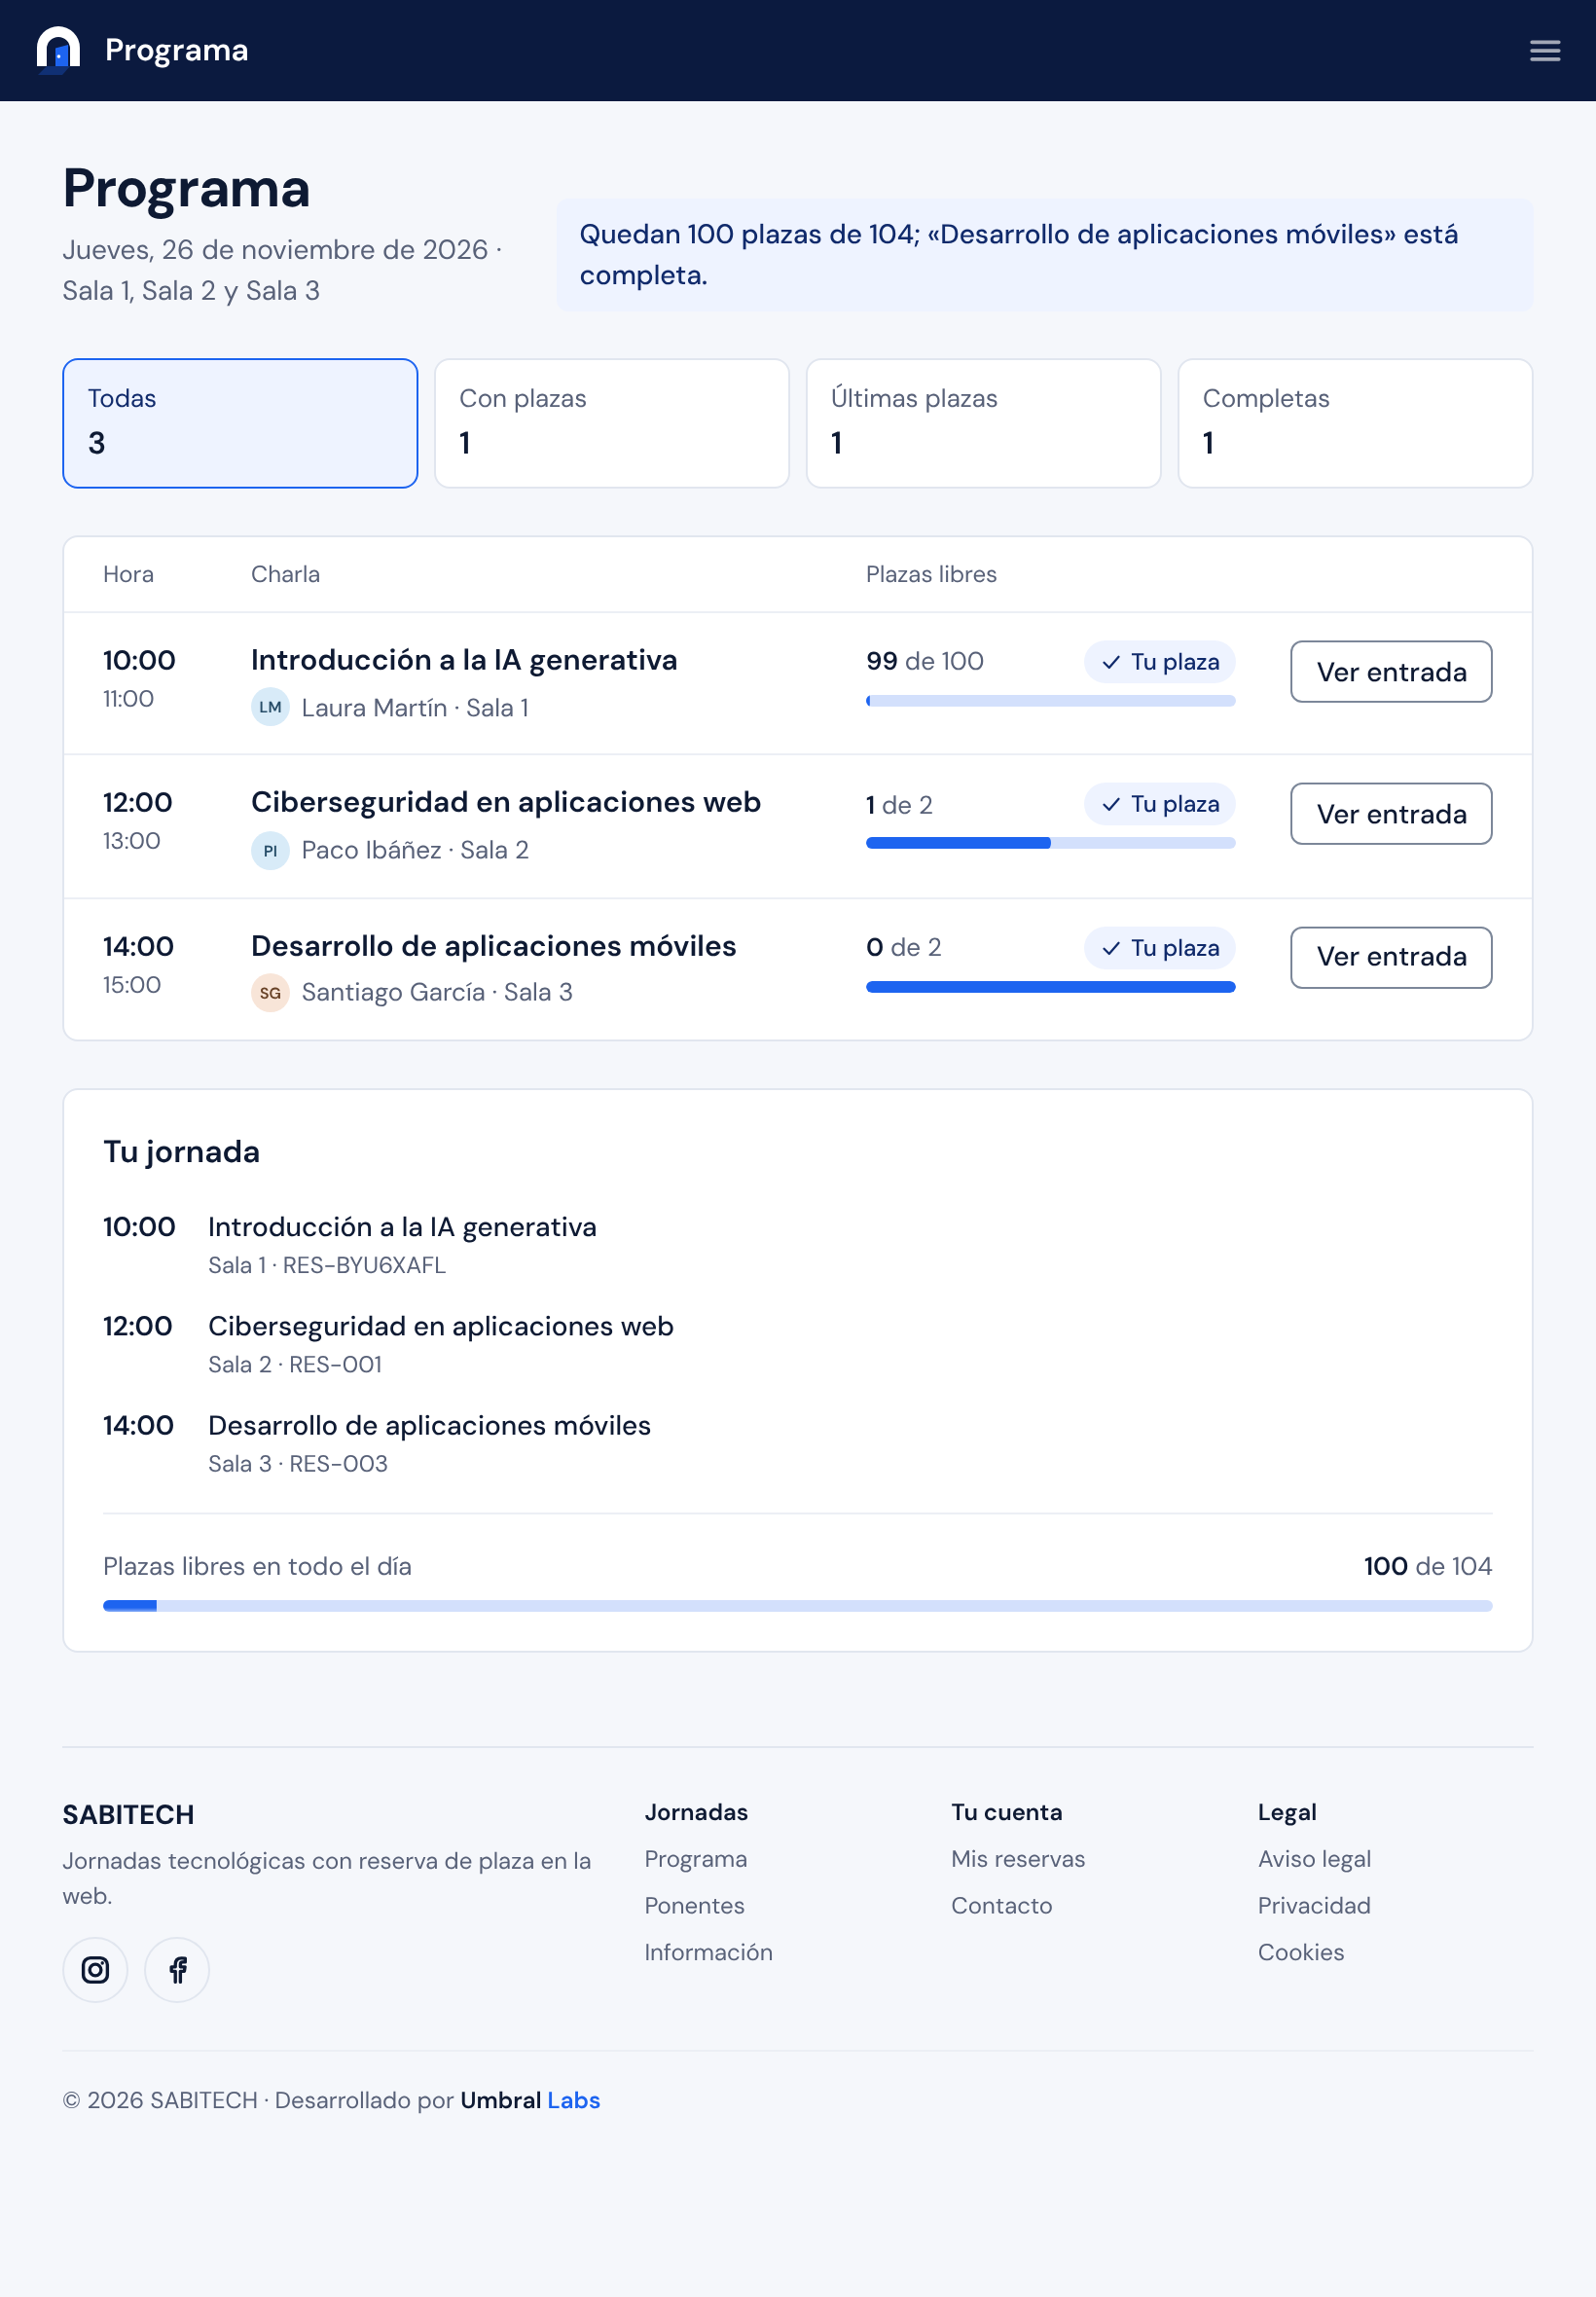 Programa
Programa
Jueves, 26 de noviembre de 2026 ·
Sala 1, Sala 2 y Sala 3
Quedan 100 plazas de 104; «Desarrollo de aplicaciones móviles» está
completa.
Todas
3
Con plazas
1
Últimas plazas
1
Completas
1
Hora Charla Plazas libres
10:00 Introducción a la IA generativa 99 de 100 Tu plaza Ver entrada
11:00 LM Laura Martín · Sala 1
12:00 Ciberseguridad en aplicaciones web 1 de 2 Tu plaza Ver entrada
13:00 PI Paco Ibáñez · Sala 2
14:00 Desarrollo de aplicaciones móviles 0 de 2 Tu plaza Ver entrada
15:00 SG Santiago García · Sala 3
Tu jornada
10:00 Introducción a la IA generativa
Sala 1 · RES-BYU6XAFL
12:00 Ciberseguridad en aplicaciones web
Sala 2 · RES-001
14:00 Desarrollo de aplicaciones móviles
Sala 3 · RES-003
Plazas libres en todo el día 100 de 104
SABITECH
Jornadas tecnológicas con reserva de plaza en la
web.
Jornadas
Programa
Ponentes
Información
Tu cuenta
Mis reservas
Contacto
Legal
Aviso legal
Privacidad
Cookies
© 2026 SABITECH · Desarrollado por Umbral Labs